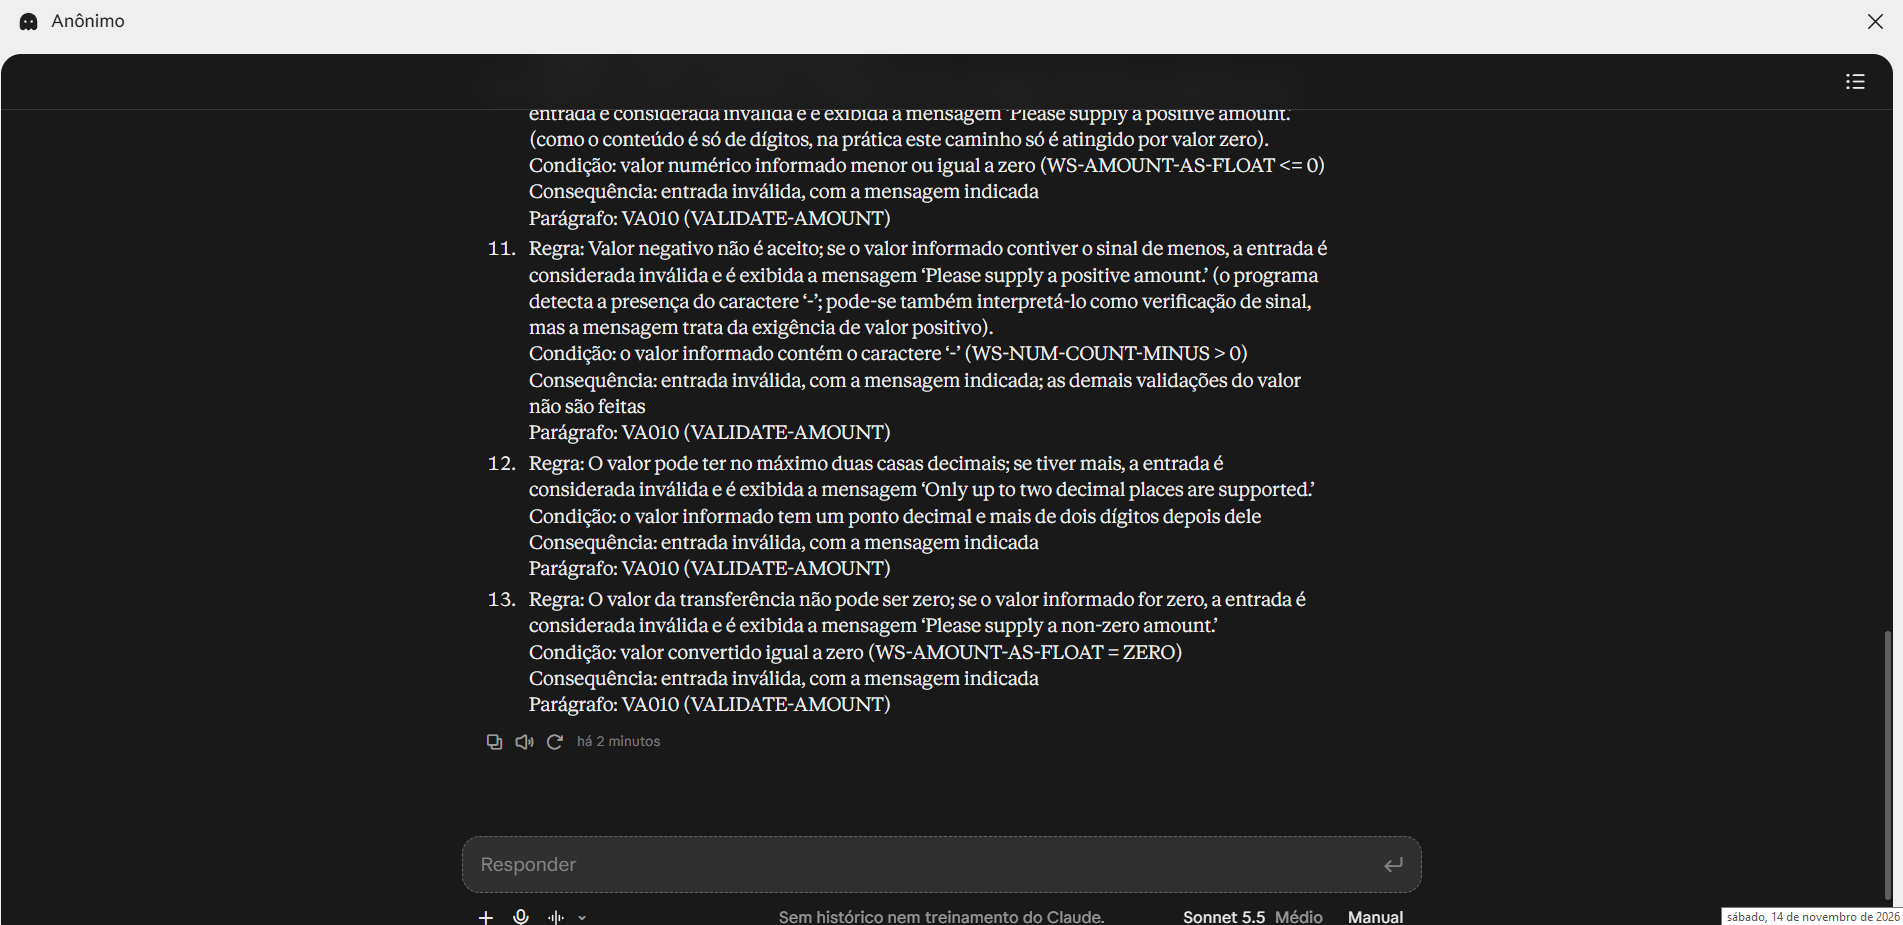 Anônimo
entrada é considerada inválida e é exibida a mensagem ‘Please supply a positive amount.’
(como o conteúdo é só de dígitos, na prática este caminho só é atingido por valor zero).
Condição: valor numérico informado menor ou igual a zero (WS-AMOUNT-AS-FLOAT <= 0)
Consequência: entrada inválida, com a mensagem indicada
Parágrafo: VA010 (VALIDATE-AMOUNT)
11. Regra: Valor negativo não é aceito; se o valor informado contiver o sinal de menos, a entrada é
considerada inválida e é exibida a mensagem ‘Please supply a positive amount.’ (o programa
detecta a presença do caractere ‘-’; pode-se também interpretá-lo como verificação de sinal,
mas a mensagem trata da exigência de valor positivo).
Condição: o valor informado contém o caractere ‘-’ (WS-NUM-COUNT-MINUS > 0)
Consequência: entrada inválida, com a mensagem indicada; as demais validações do valor
não são feitas
Parágrafo: VA010 (VALIDATE-AMOUNT)
12. Regra: O valor pode ter no máximo duas casas decimais; se tiver mais, a entrada é
considerada inválida e é exibida a mensagem ‘Only up to two decimal places are supported.’
Condição: o valor informado tem um ponto decimal e mais de dois dígitos depois dele
Consequência: entrada inválida, com a mensagem indicada
Parágrafo: VA010 (VALIDATE-AMOUNT)
13. Regra: O valor da transferência não pode ser zero; se o valor informado for zero, a entrada é
considerada inválida e é exibida a mensagem ‘Please supply a non-zero amount.’
Condição: valor convertido igual a zero (WS-AMOUNT-AS-FLOAT = ZERO)
Consequência: entrada inválida, com a mensagem indicada
Parágrafo: VA010 (VALIDATE-AMOUNT)
há 2 minutos
Responder
Sem histórico nem treinamento do Claude. Sonnet 5.5 Médio Manual
sábado, 14 de novembro de 2026